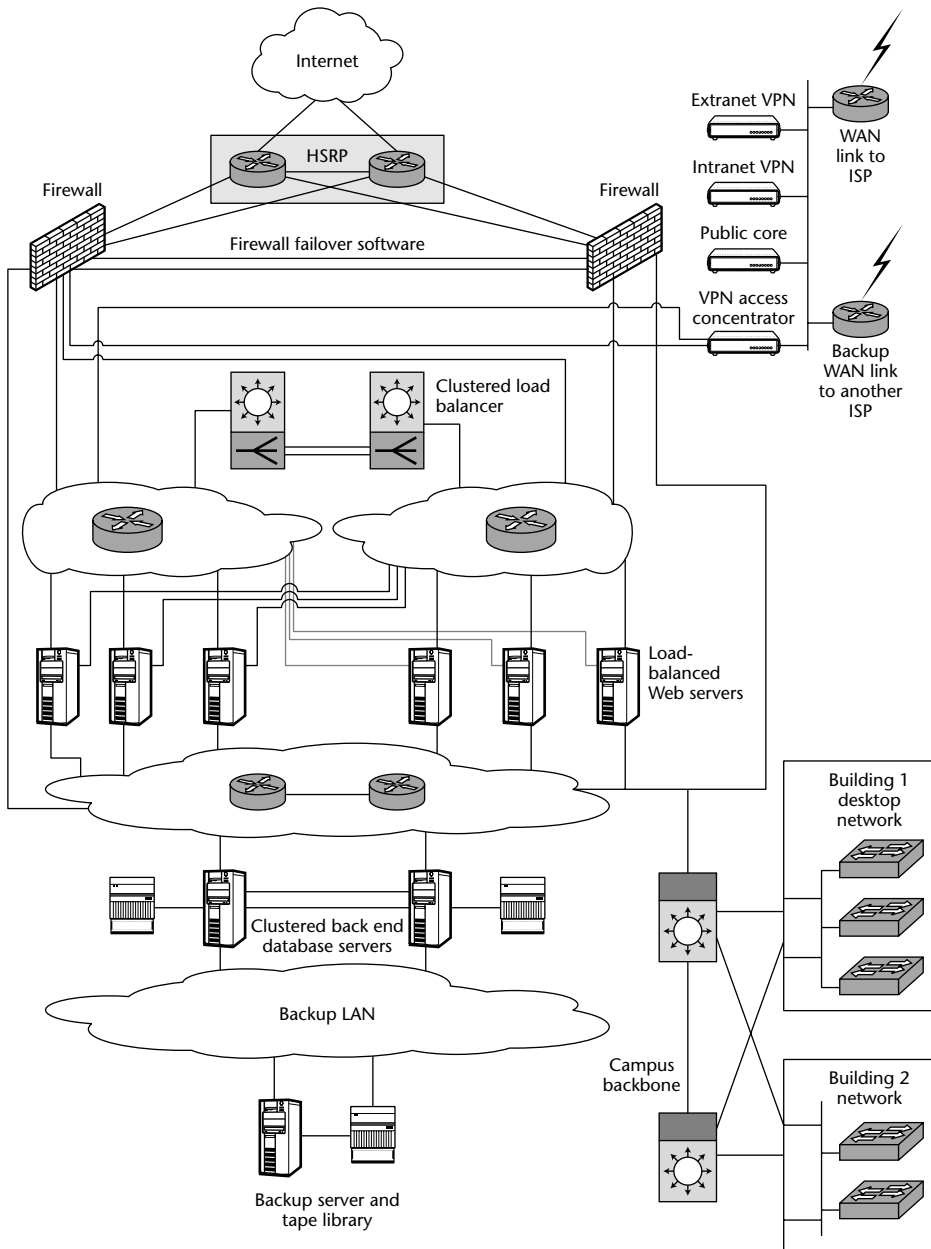 Internet
HSRP
Firewall
Firewall
Firewall failover software
Extranet VPN
Intranet VPN
Public core
VPN access
concentrator
WAN
link to
ISP
Backup
WAN link
to another
ISP
Clustered load
balancer
Load-
balanced
Web servers
Building 1
desktop
network
Clustered back end
database servers
Backup LAN
Campus
backbone
Building 2
network
Backup server and
tape library